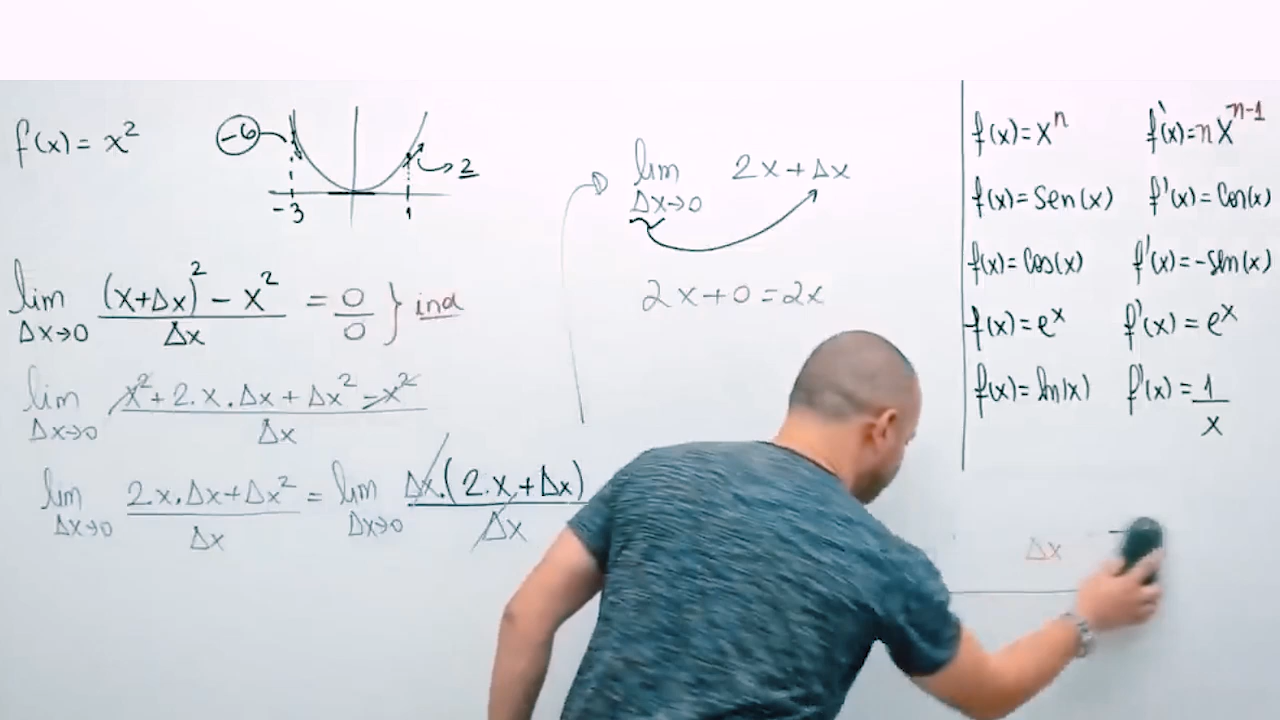 f(x) = x²
-6
2
-3
1
lim Δx→0 (x+Δx)² - x² / Δx = 0/0 } ind
lim Δx→0 x² + 2.x.Δx + Δx² - x² / Δx
lim Δx→0 2x.Δx+Δx² / Δx = lim Δx→0 Δx.(2.x+Δx) / Δx
lim Δx→0 2x+Δx
2x+0=2x
f(x)=xⁿ f'(x)=nxⁿ⁻¹
f(x)=Sen(x) f'(x)=Cos(x)
f(x)=Cos(x) f'(x)=-Sen(x)
f(x)=eˣ f'(x)=eˣ
f(x)=ln(x) f'(x)=1/x
Δx